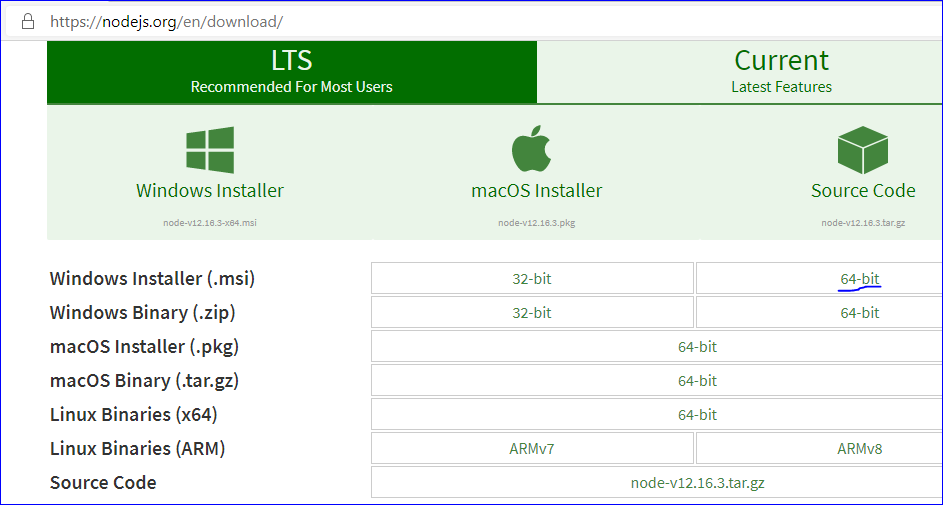 https://nodejs.org/en/download/
LTS
Recommended For Most Users
Current
Latest Features
Windows Installer
node-v12.16.3-x64.msi
macOS Installer
node-v12.16.3.pkg
Source Code
node-v12.16.3.tar.gz
Windows Installer (.msi) 32-bit 64-bit
Windows Binary (.zip) 32-bit 64-bit
macOS Installer (.pkg) 64-bit
macOS Binary (.tar.gz) 64-bit
Linux Binaries (x64) 64-bit
Linux Binaries (ARM) ARMv7 ARMv8
Source Code node-v12.16.3.tar.gz